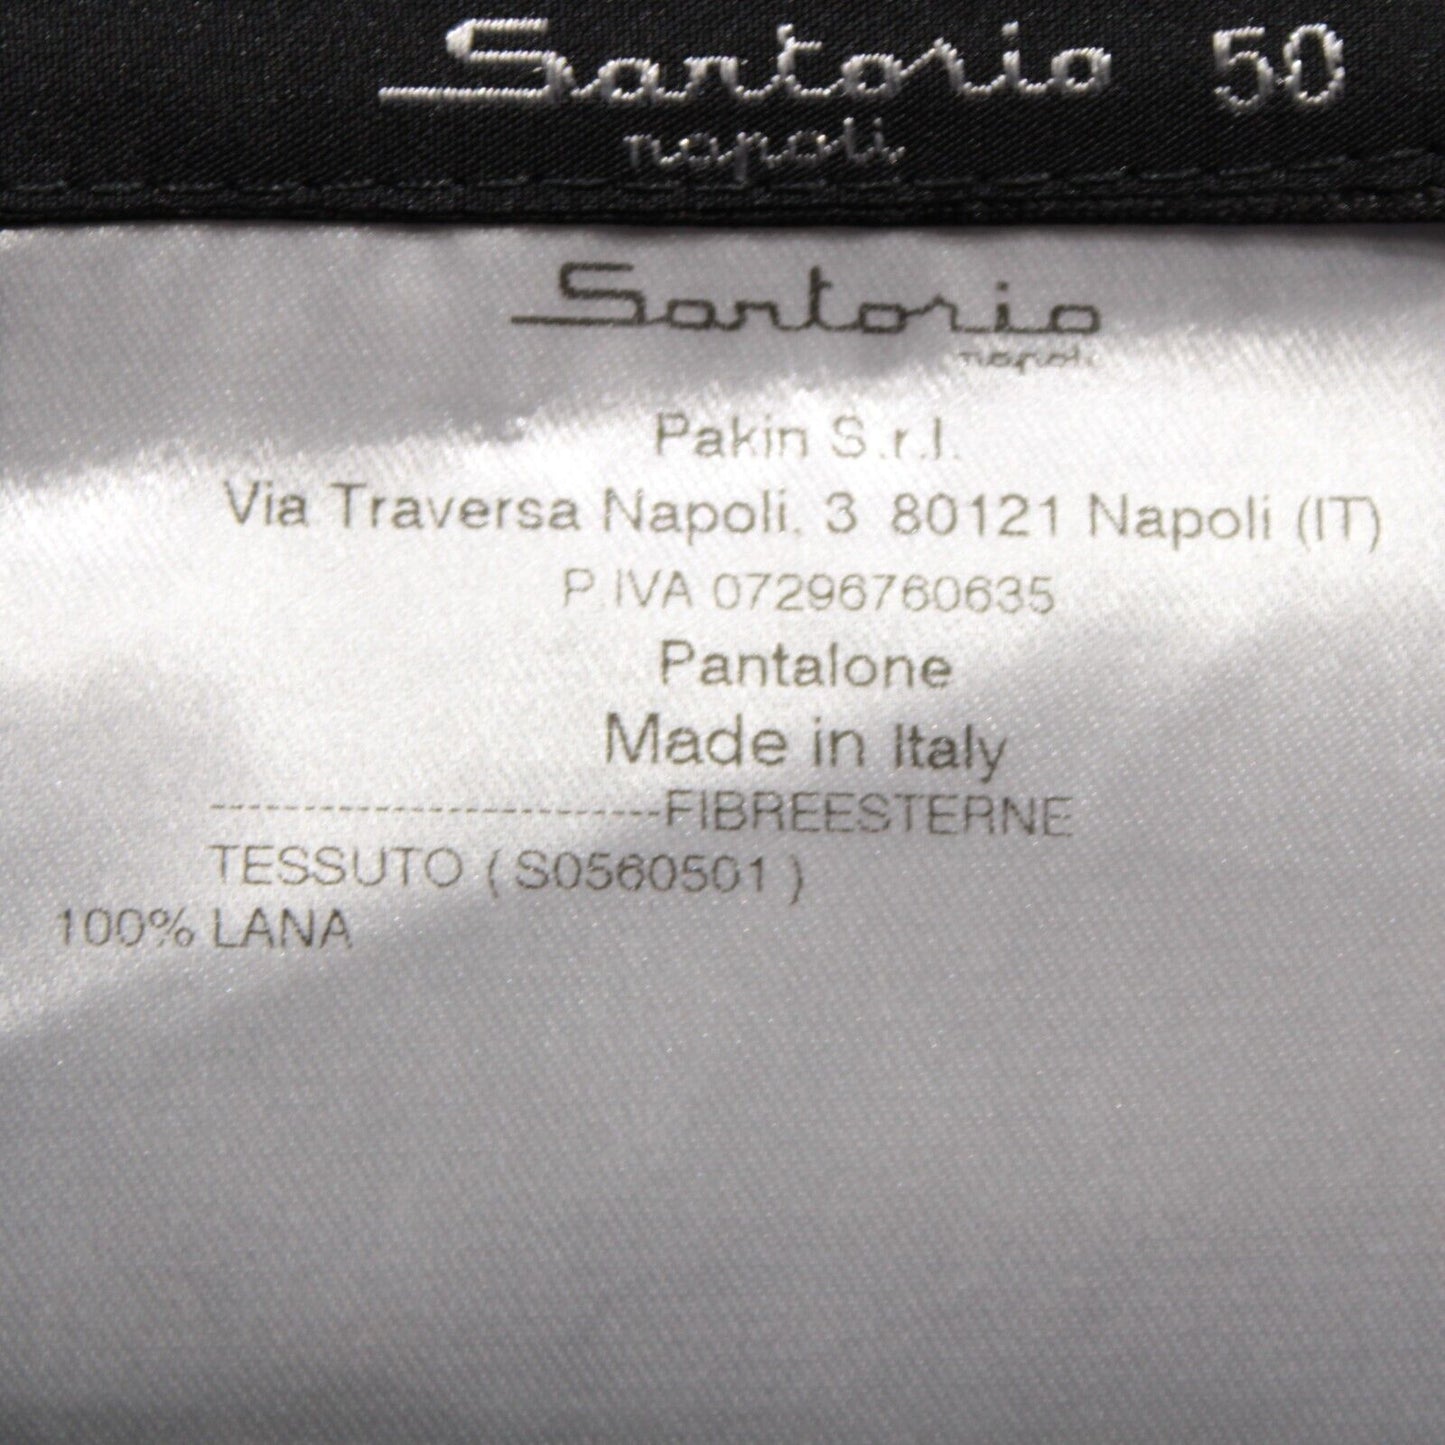 Sartorio 50
napoli
Sartorio
napoli
Pakin S.r.l.
Via Traversa Napoli. 3 80121 Napoli (IT)
P.IVA 07296760635
Pantalone
Made in Italy
------------------------FIBREESTERNE
TESSUTO ( S0560501 )
100% LANA